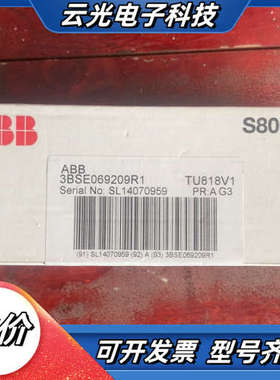 云光电子科技
ABB
S80
ABB
3BSE069209R1 TU818V1
Serial No: SL14070959 PR:A G3
(91) SL14070959 (92) A (93) 3BSE069209R1
价
可开发票 型号齐